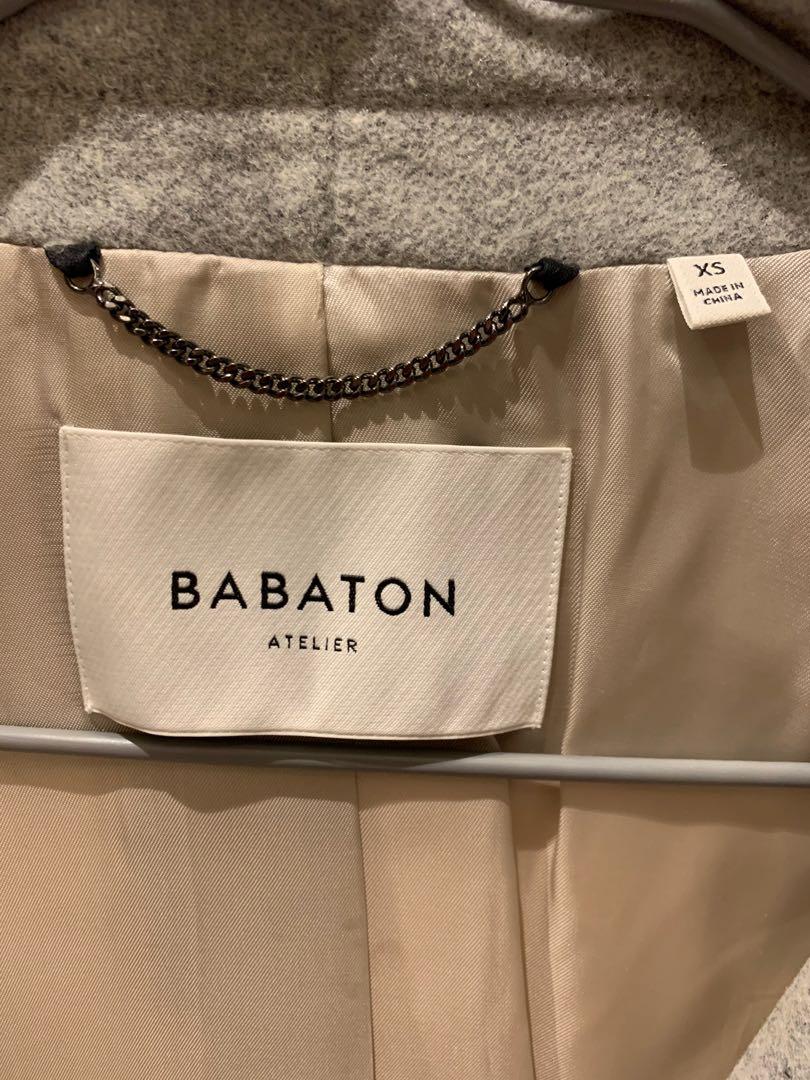 XS
MADE IN
CHINA
BABATON
ATELIER